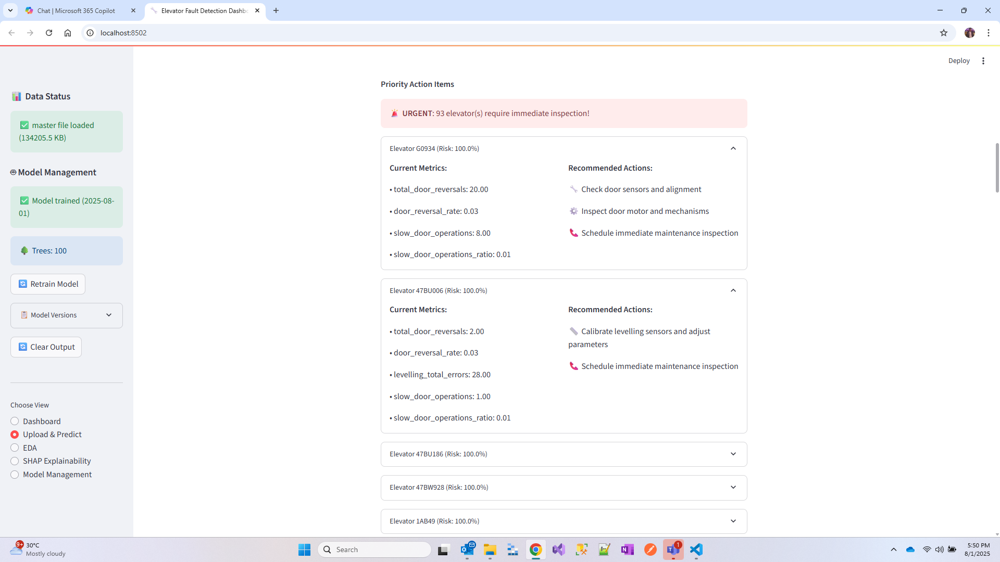 Chat | Microsoft 365 Copilot
Elevator Fault Detection Dashbo
localhost:8502
Deploy
Data Status
master file loaded
(134205.5 KB)
Model Management
Model trained (2025-08-
01)
Trees: 100
Retrain Model
Model Versions
Clear Output
Choose View
Dashboard
Upload & Predict
EDA
SHAP Explainability
Model Management
Priority Action Items
URGENT: 93 elevator(s) require immediate inspection!
Elevator G0934 (Risk: 100.0%)
Current Metrics:
• total_door_reversals: 20.00
• door_reversal_rate: 0.03
• slow_door_operations: 8.00
• slow_door_operations_ratio: 0.01
Recommended Actions:
Check door sensors and alignment
Inspect door motor and mechanisms
Schedule immediate maintenance inspection
Elevator 47BU006 (Risk: 100.0%)
Current Metrics:
• total_door_reversals: 2.00
• door_reversal_rate: 0.03
• levelling_total_errors: 28.00
• slow_door_operations: 1.00
• slow_door_operations_ratio: 0.01
Recommended Actions:
Calibrate levelling sensors and adjust
parameters
Schedule immediate maintenance inspection
Elevator 47BU186 (Risk: 100.0%)
Elevator 47BW928 (Risk: 100.0%)
Elevator 1AB49 (Risk: 100.0%)
9+
30°C
Mostly cloudy
Search
1
5:50 PM
8/1/2025